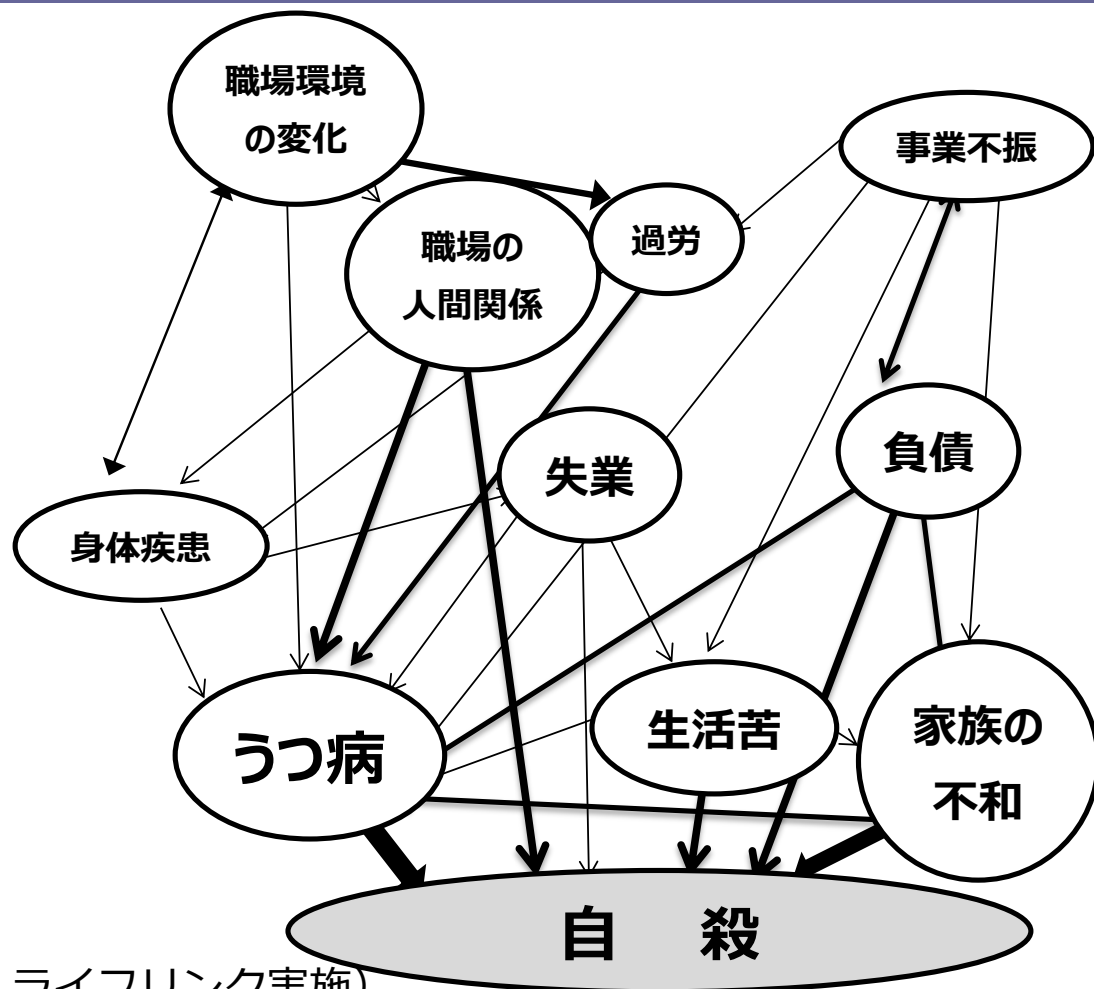 職場環境
の変化
事業不振
職場の
人間関係
過労
失業
負債
身体疾患
うつ病
生活苦
家族の
不和
自 殺
ライフリンク実施）